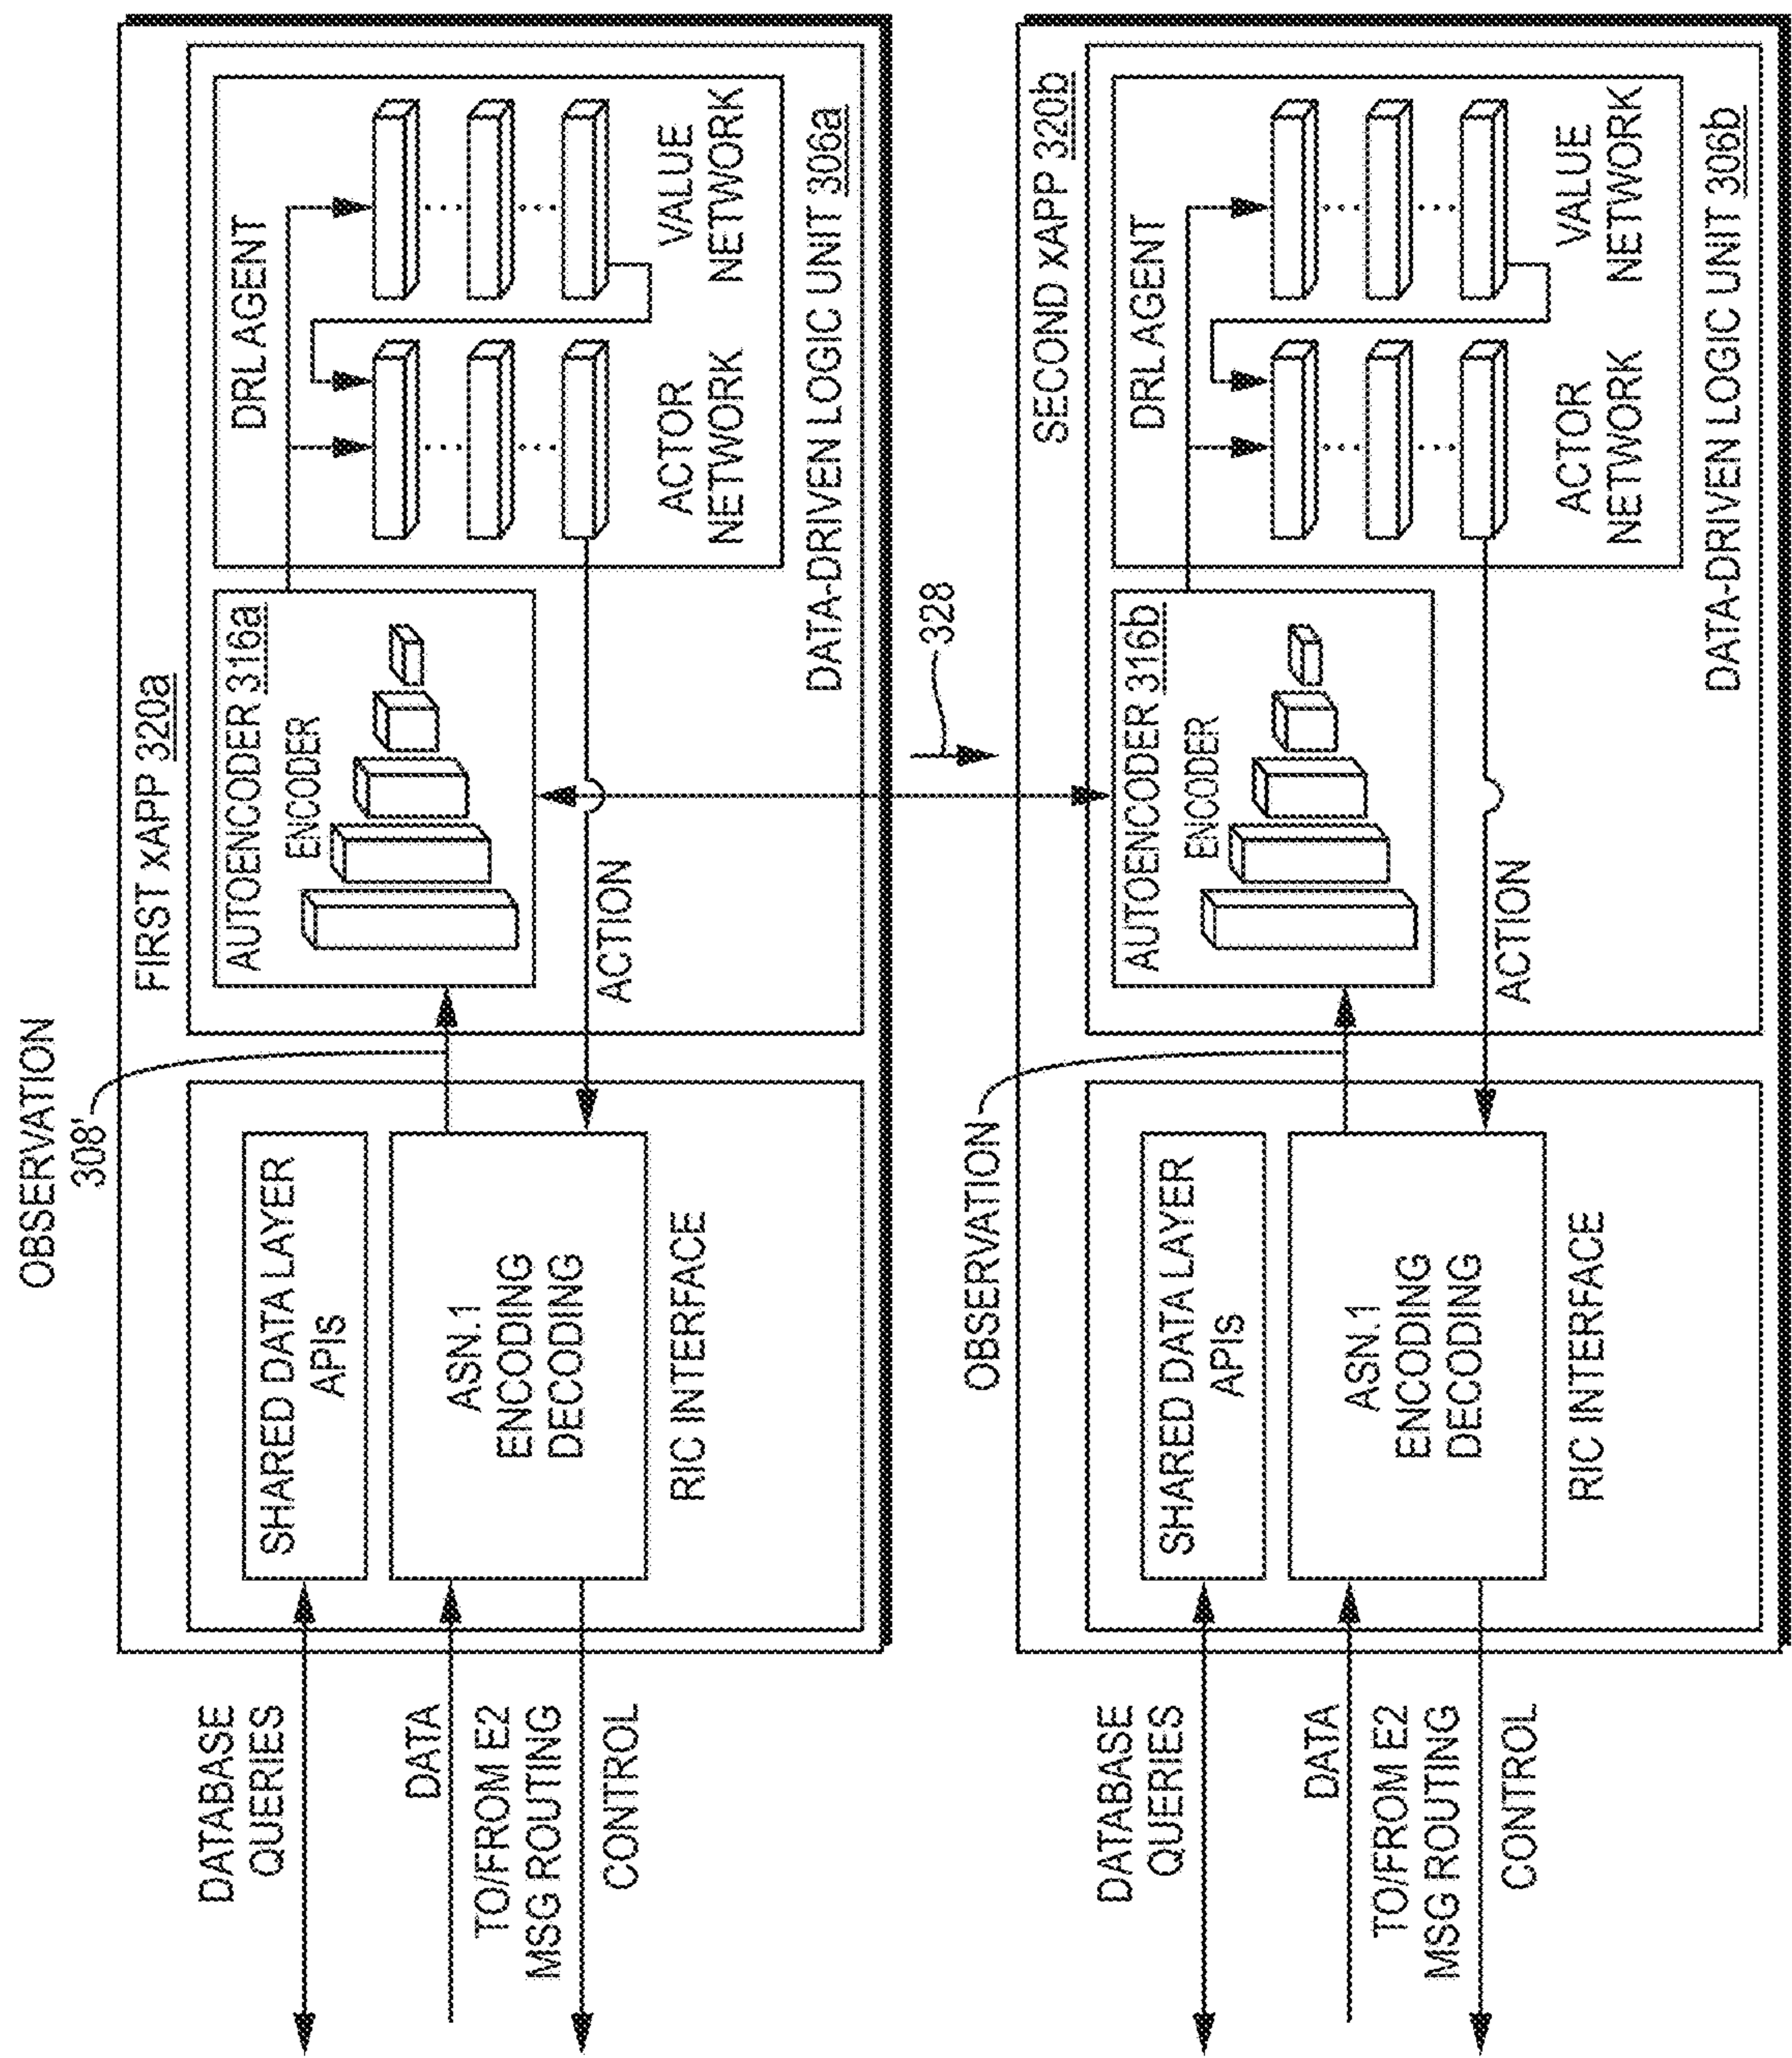 OBSERVATION
308'
FIRST xAPP 320a
DATABASE
QUERIES
DATA
TO/FROM E2
MSG ROUTING
CONTROL
SHARED DATA LAYER
APIs
ASN.1
ENCODING
DECODING
RIC INTERFACE
AUTOENCODER 316a
ENCODER
ACTION
DRL AGENT
ACTOR
NETWORK
VALUE
NETWORK
DATA-DRIVEN LOGIC UNIT 306a
328
OBSERVATION
SECOND xAPP 320b
DATABASE
QUERIES
DATA
TO/FROM E2
MSG ROUTING
CONTROL
SHARED DATA LAYER
APIs
ASN.1
ENCODING
DECODING
RIC INTERFACE
AUTOENCODER 316b
ENCODER
ACTION
DRL AGENT
ACTOR
NETWORK
VALUE
NETWORK
DATA-DRIVEN LOGIC UNIT 306b